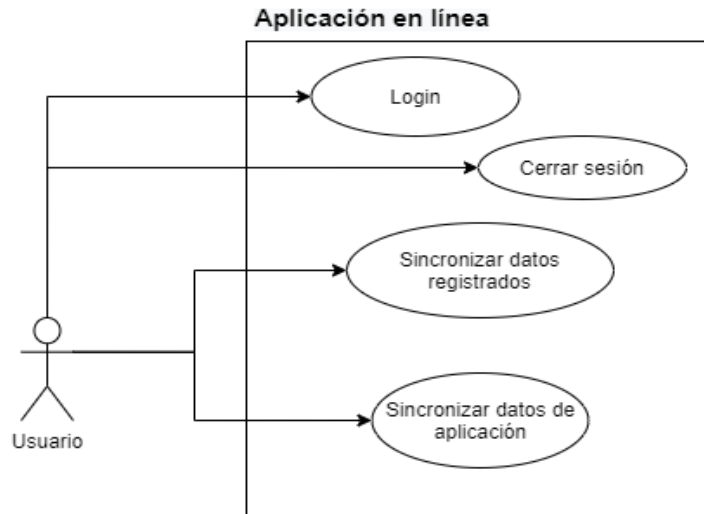 Aplicación en línea
Login
Cerrar sesión
Sincronizar datos
registrados
Sincronizar datos de
aplicación
Usuario